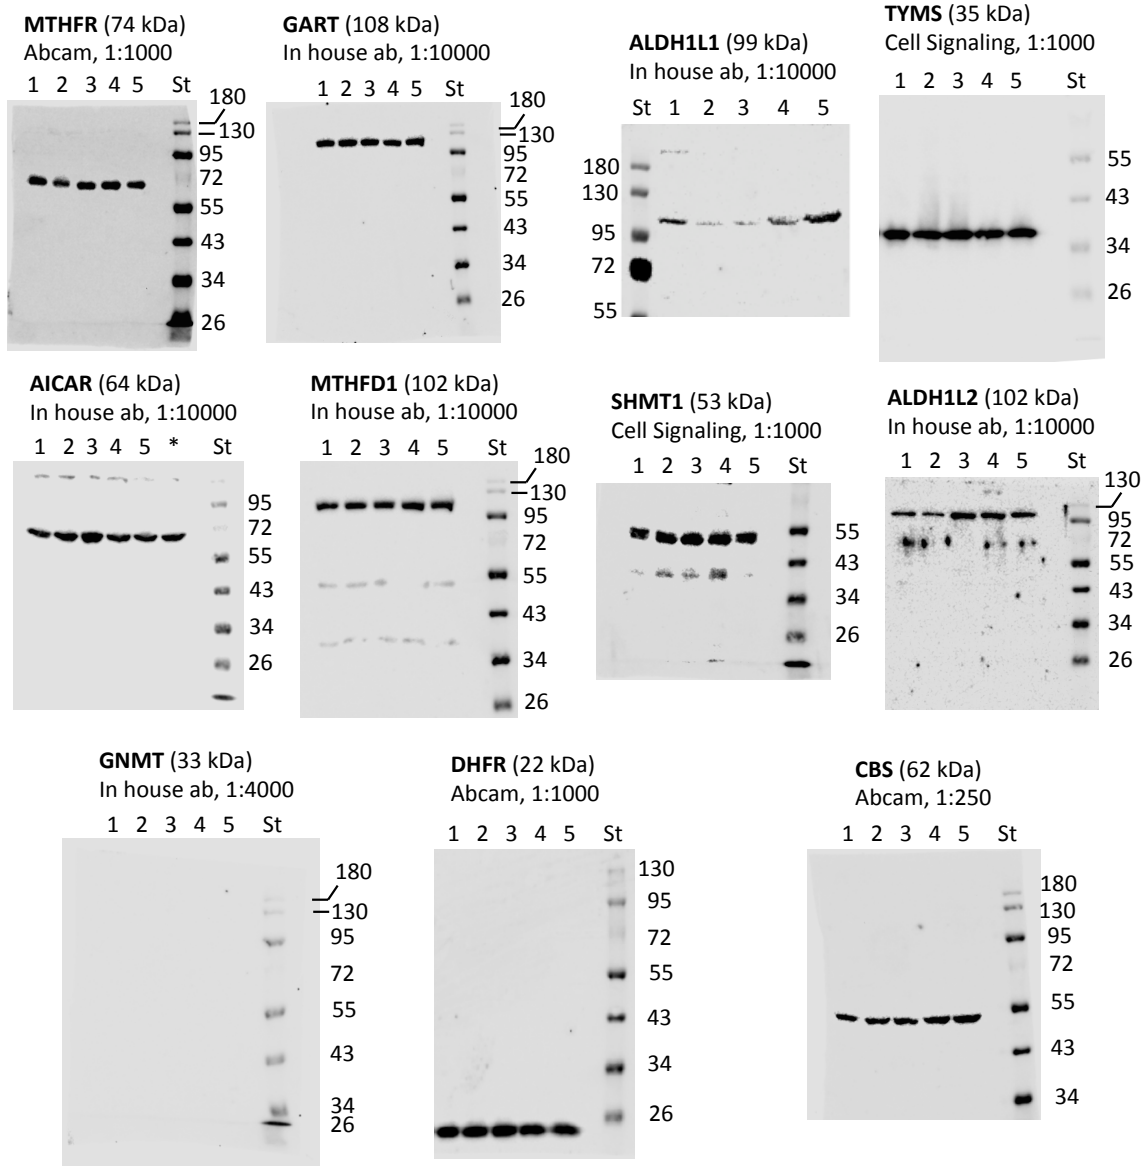 MTHFR (74 kDa)
Abcam, 1:1000
1 2 3 4 5 St
180
130
95
72
55
43
34
26
GART (108 kDa)
In house ab, 1:10000
1 2 3 4 5 St
180
130
95
72
55
43
34
26
ALDH1L1 (99 kDa)
In house ab, 1:10000
St 1 2 3 4 5
180
130
95
72
55
TYMS (35 kDa)
Cell Signaling, 1:1000
1 2 3 4 5 St
55
43
34
26
AICAR (64 kDa)
In house ab, 1:10000
1 2 3 4 5 * St
95
72
55
43
34
26
MTHFD1 (102 kDa)
In house ab, 1:10000
1 2 3 4 5 St
180
130
95
72
55
43
34
26
SHMT1 (53 kDa)
Cell Signaling, 1:1000
1 2 3 4 5 St
55
43
34
26
ALDH1L2 (102 kDa)
In house ab, 1:10000
1 2 3 4 5 St
130
95
72
55
43
34
26
GNMT (33 kDa)
In house ab, 1:4000
1 2 3 4 5 St
180
130
95
72
55
43
34
26
DHFR (22 kDa)
Abcam, 1:1000
1 2 3 4 5 St
130
95
72
55
43
34
26
CBS (62 kDa)
Abcam, 1:250
1 2 3 4 5 St
180
130
95
72
55
43
34